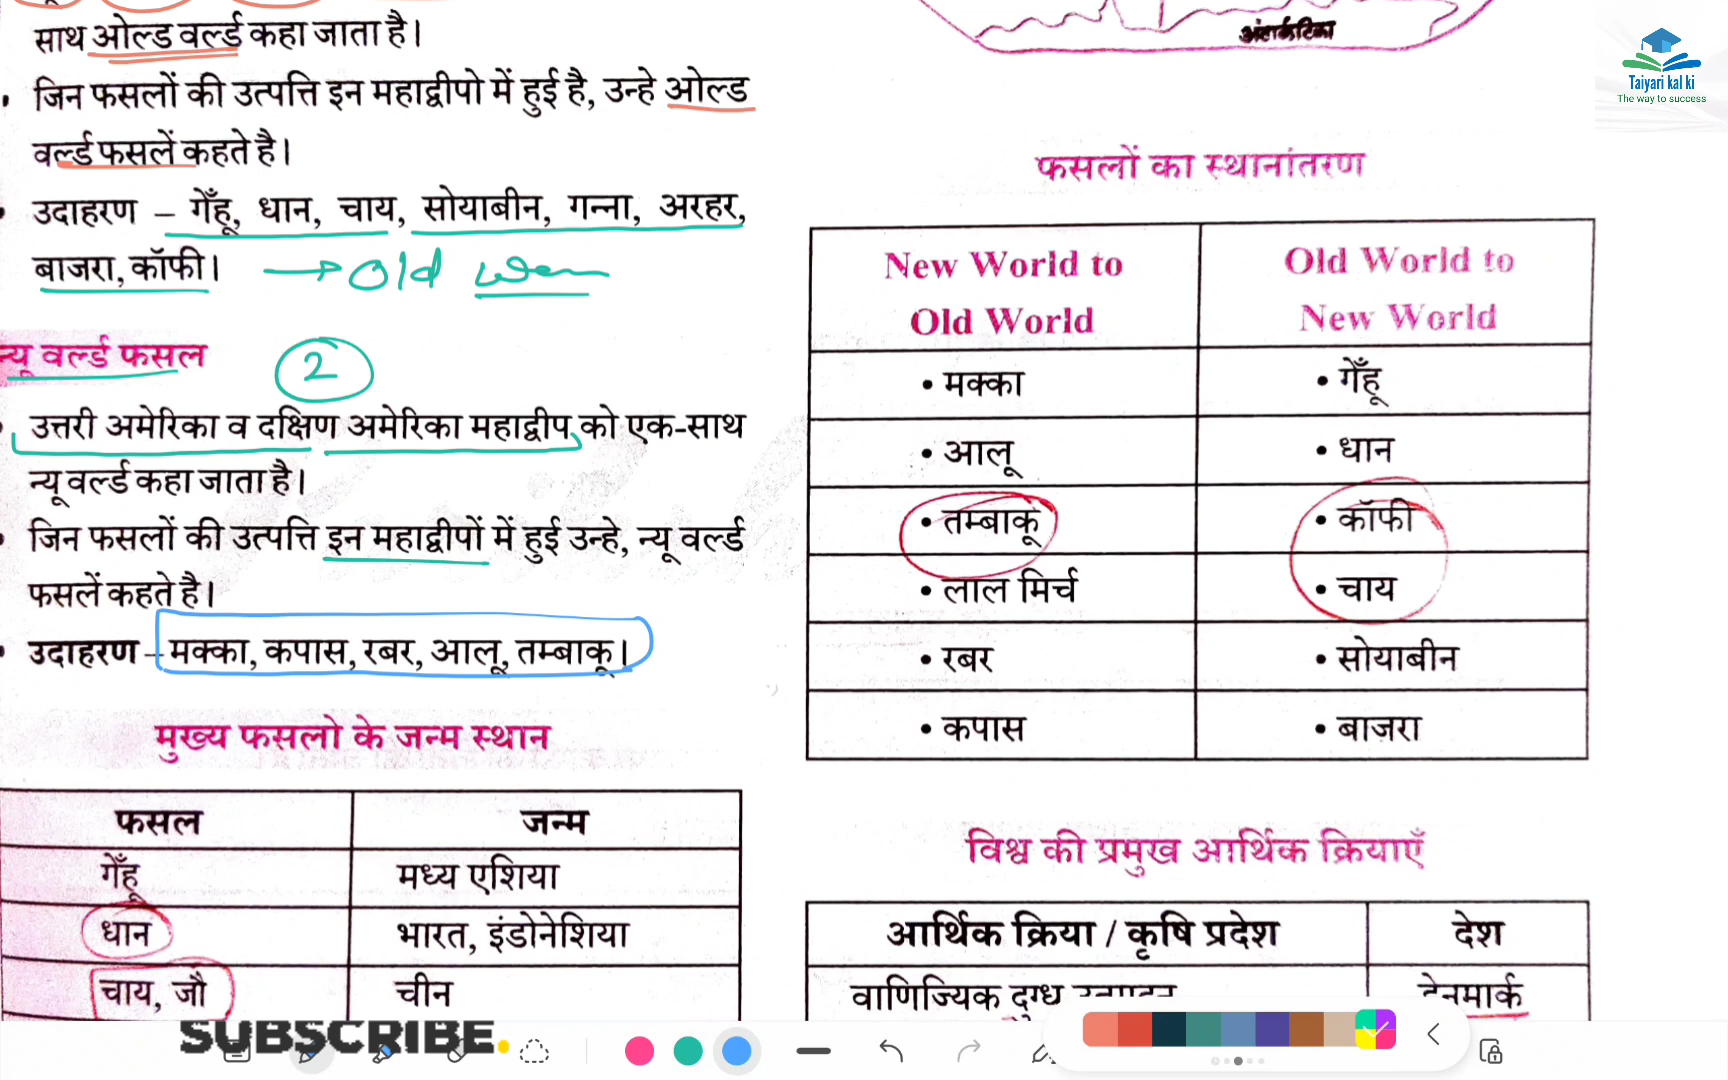 साथ ओल्ड वर्ल्ड कहा जाता है।
• जिन फसलों की उत्पत्ति इन महाद्वीपो में हुई है, उन्हे ओल्ड
वर्ल्ड फसलें कहते है।
• उदाहरण – गेँहू, धान, चाय, सोयाबीन, गन्ना, अरहर,
बाजरा, कॉफी। → Old
न्यू वर्ल्ड फसल 2
• उत्तरी अमेरिका व दक्षिण अमेरिका महाद्वीप को एक-साथ
न्यू वर्ल्ड कहा जाता है।
• जिन फसलों की उत्पत्ति इन महाद्वीपों में हुई उन्हे, न्यू वर्ल्ड
फसलें कहते है।
• उदाहरण – मक्का, कपास, रबर, आलू, तम्बाकू।
मुख्य फसलो के जन्म स्थान
फसल जन्म
गेँहू मध्य एशिया
धान भारत, इंडोनेशिया
चाय, जौ चीन
अंटार्कटिका
Taiyari kal ki
The way to success
फसलों का स्थानांतरण
New World to Old World to
Old World New World
• मक्का • गेँहू
• आलू • धान
• तम्बाकू • कॉफी
• लाल मिर्च • चाय
• रबर • सोयाबीन
• कपास • बाजरा
विश्व की प्रमुख आर्थिक क्रियाएँ
आर्थिक क्रिया / कृषि प्रदेश देश
वाणिज्यिक दुग्ध
SUBSCRIBE.